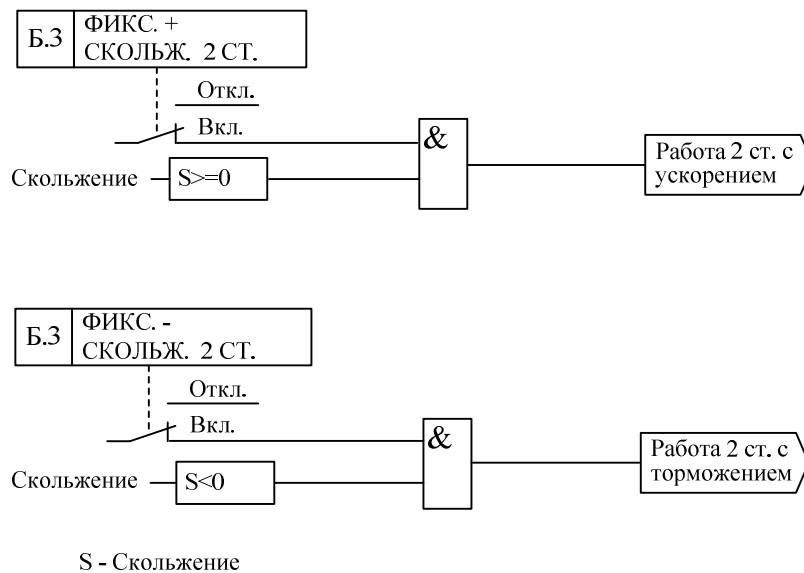 Б.3
ФИКС. +
СКОЛЬЖ. 2 СТ.
Откл.
Вкл.
&
Скольжение
S>=0
Работа 2 ст. с
ускорением
Б.3
ФИКС. -
СКОЛЬЖ. 2 СТ.
Откл.
Вкл.
&
Скольжение
S<0
Работа 2 ст. с
торможением
S - Скольжение